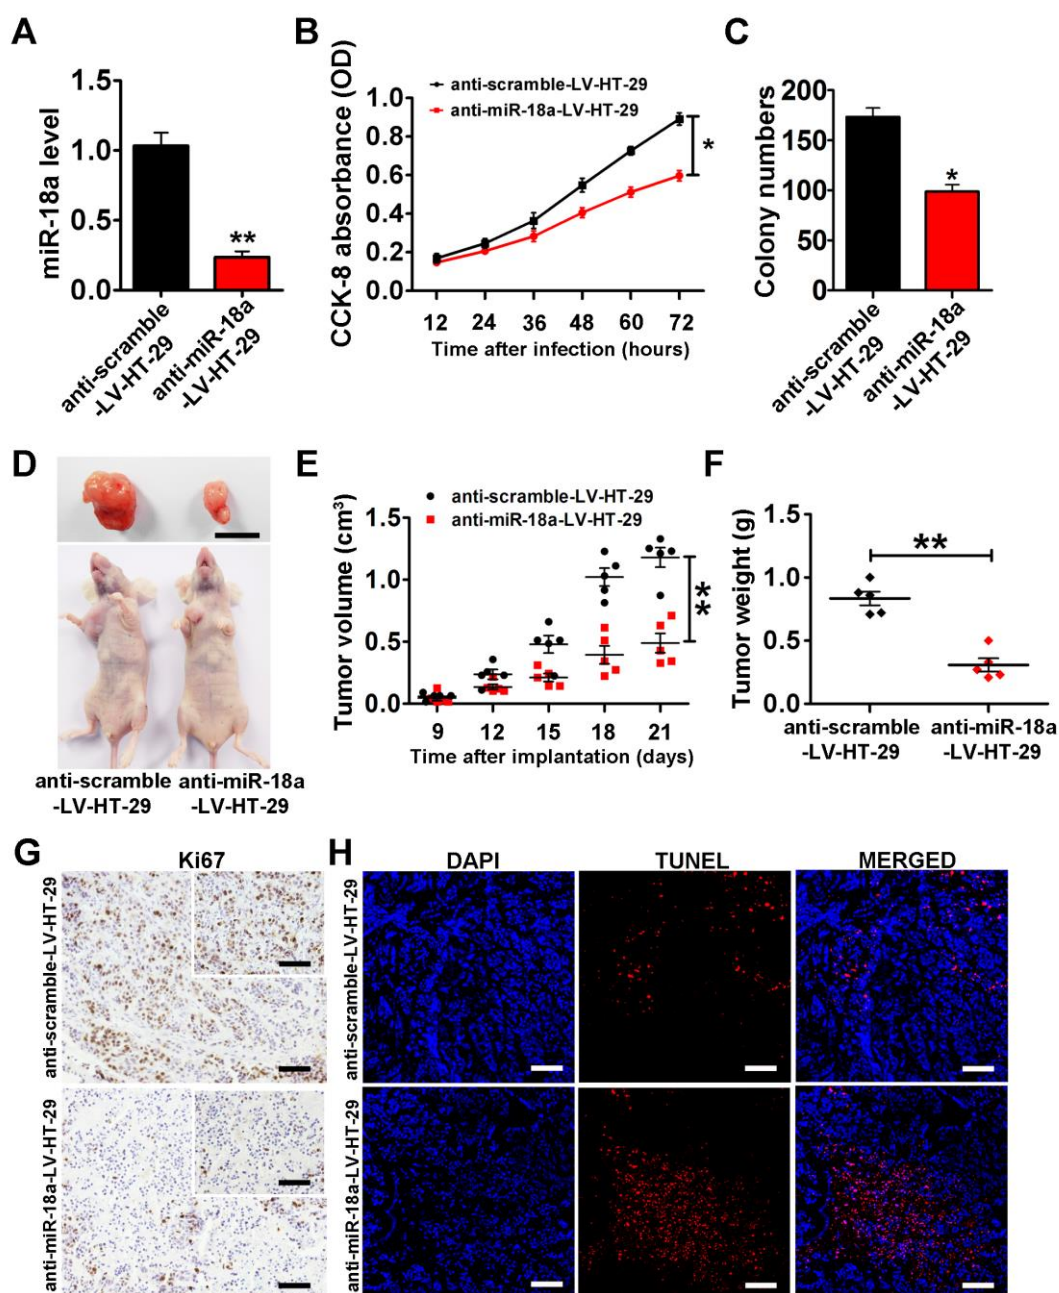 A
miR-18a level
1.5
1.0
0.5
0.0
**
anti-scramble
-LV-HT-29
anti-miR-18a
-LV-HT-29
B
CCK-8 absorbance (OD)
anti-scramble-LV-HT-29
anti-miR-18a-LV-HT-29
1.0
0.8
0.6
0.4
0.2
0.0
*
12 24 36 48 60 72
Time after infection (hours)
C
Colony numbers
200
150
100
50
0
*
anti-scramble
-LV-HT-29
anti-miR-18a
-LV-HT-29
D
anti-scramble
-LV-HT-29
anti-miR-18a
-LV-HT-29
E
Tumor volume (cm³)
anti-scramble-LV-HT-29
anti-miR-18a-LV-HT-29
1.5
1.0
0.5
0.0
**
9 12 15 18 21
Time after implantation (days)
F
Tumor weight (g)
1.5
1.0
0.5
0.0
**
anti-scramble
-LV-HT-29
anti-miR-18a
-LV-HT-29
G
Ki67
anti-scramble-LV-HT-29
anti-miR-18a-LV-HT-29
H
DAPI TUNEL MERGED
anti-scramble-LV-HT-29
anti-miR-18a-LV-HT-29